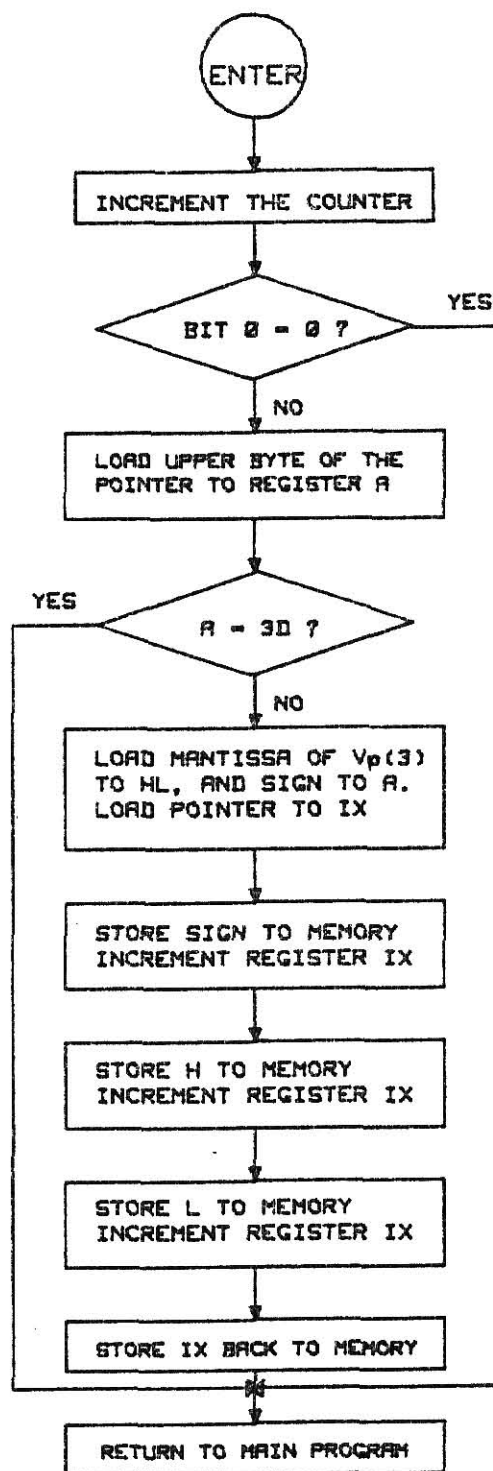 ENTER
INCREMENT THE COUNTER
BIT 0 = 0 ?
YES
NO
LOAD UPPER BYTE OF THE
POINTER TO REGISTER A
YES
A = 3D ?
NO
LOAD MANTISSA OF Vp(3)
TO HL, AND SIGN TO A.
LOAD POINTER TO IX
STORE SIGN TO MEMORY
INCREMENT REGISTER IX
STORE H TO MEMORY
INCREMENT REGISTER IX
STORE L TO MEMORY
INCREMENT REGISTER IX
STORE IX BACK TO MEMORY
RETURN TO MAIN PROGRAM